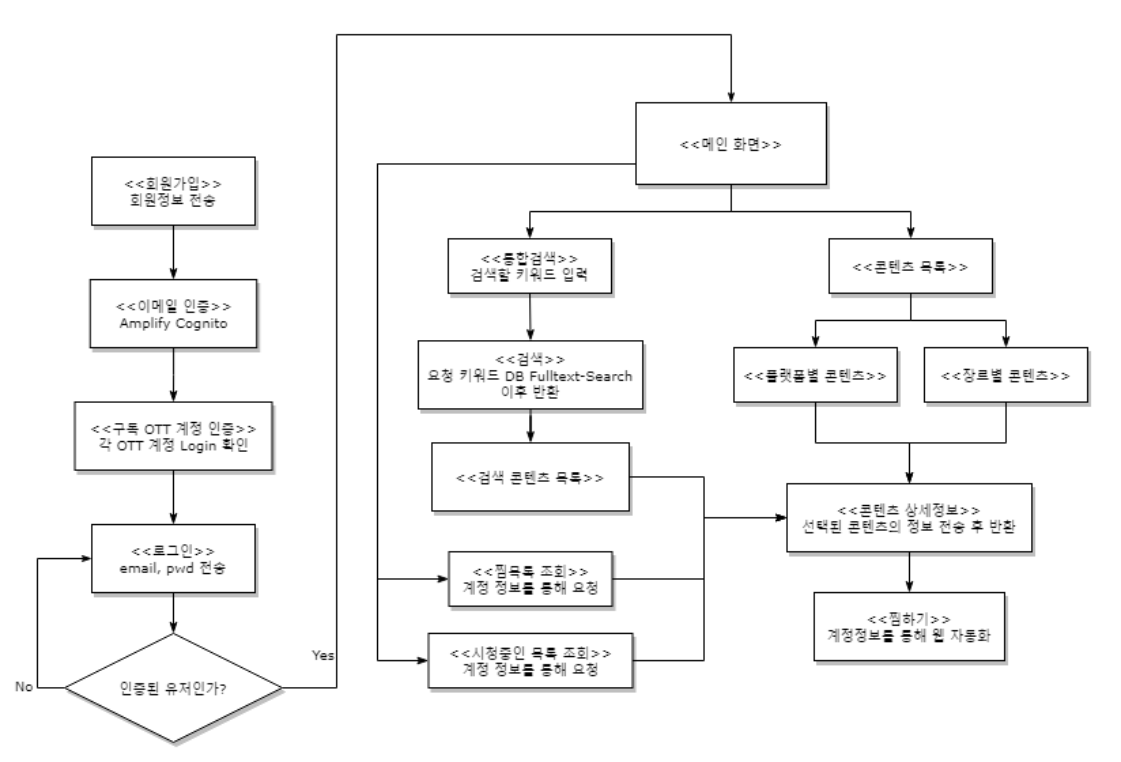 <<메인 화면>>
<<회원가입>>
회원정보 전송
<<이메일 인증>>
Amplify Cognito
<<구독 OTT 계정 인증>>
각 OTT 계정 Login 확인
<<로그인>>
email, pwd 전송
인증된 유저인가?
No
Yes
<<통합검색>>
검색할 키워드 입력
<<검색>>
요청 키워드 DB Fulltext-Search
이후 반환
<<검색 콘텐츠 목록>>
<<찜목록 조회>>
계정 정보를 통해 요청
<<시청중인 목록 조회>>
계정 정보를 통해 요청
<<콘텐츠 목록>>
<<플랫폼별 콘텐츠>>
<<장르별 콘텐츠>>
<<콘텐츠 상세정보>>
선택된 콘텐츠의 정보 전송 후 반환
<<찜하기>>
계정정보를 통해 웹 자동화